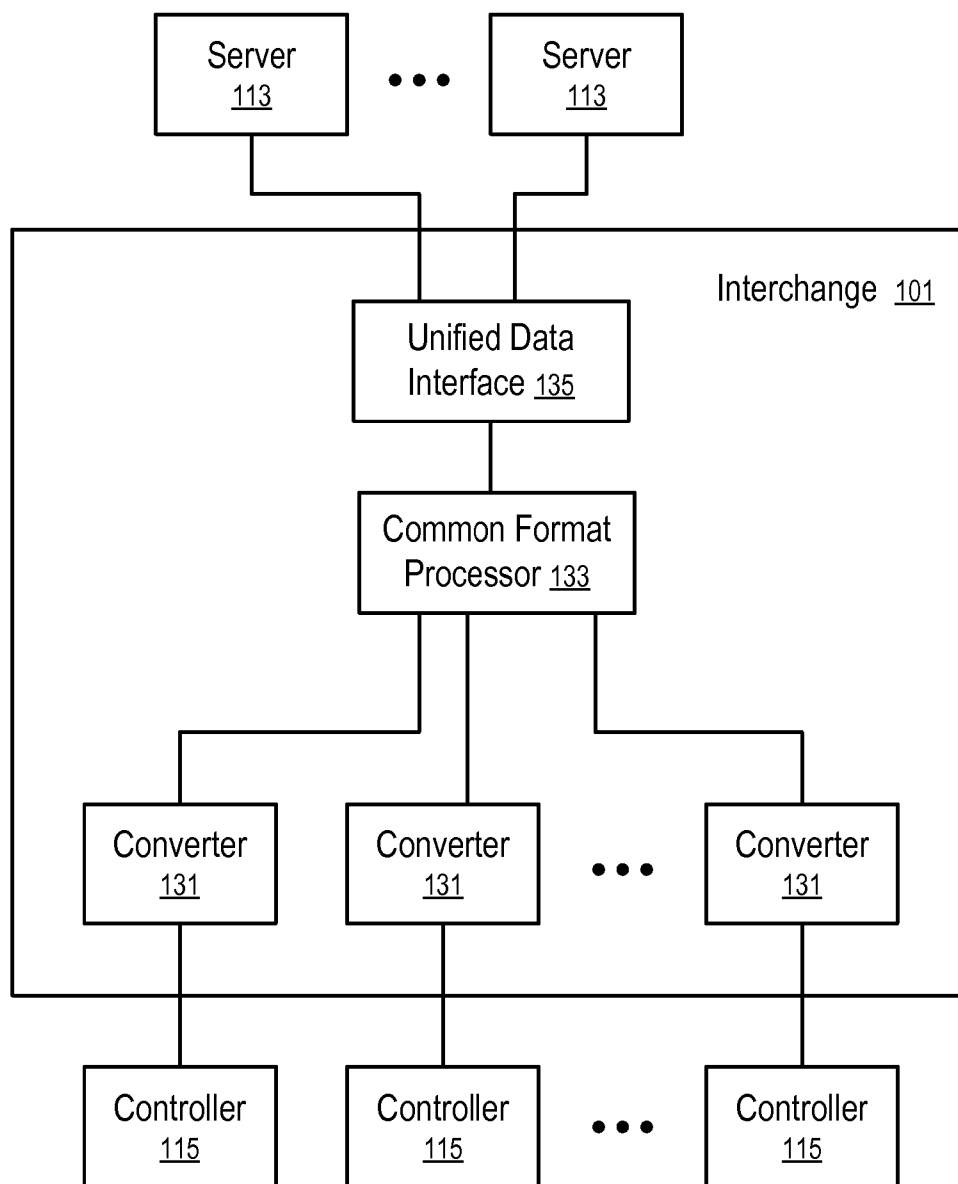 Server
113
Server
113
Interchange 101
Unified Data
Interface 135
Common Format
Processor 133
Converter
131
Converter
131
Converter
131
Controller
115
Controller
115
Controller
115